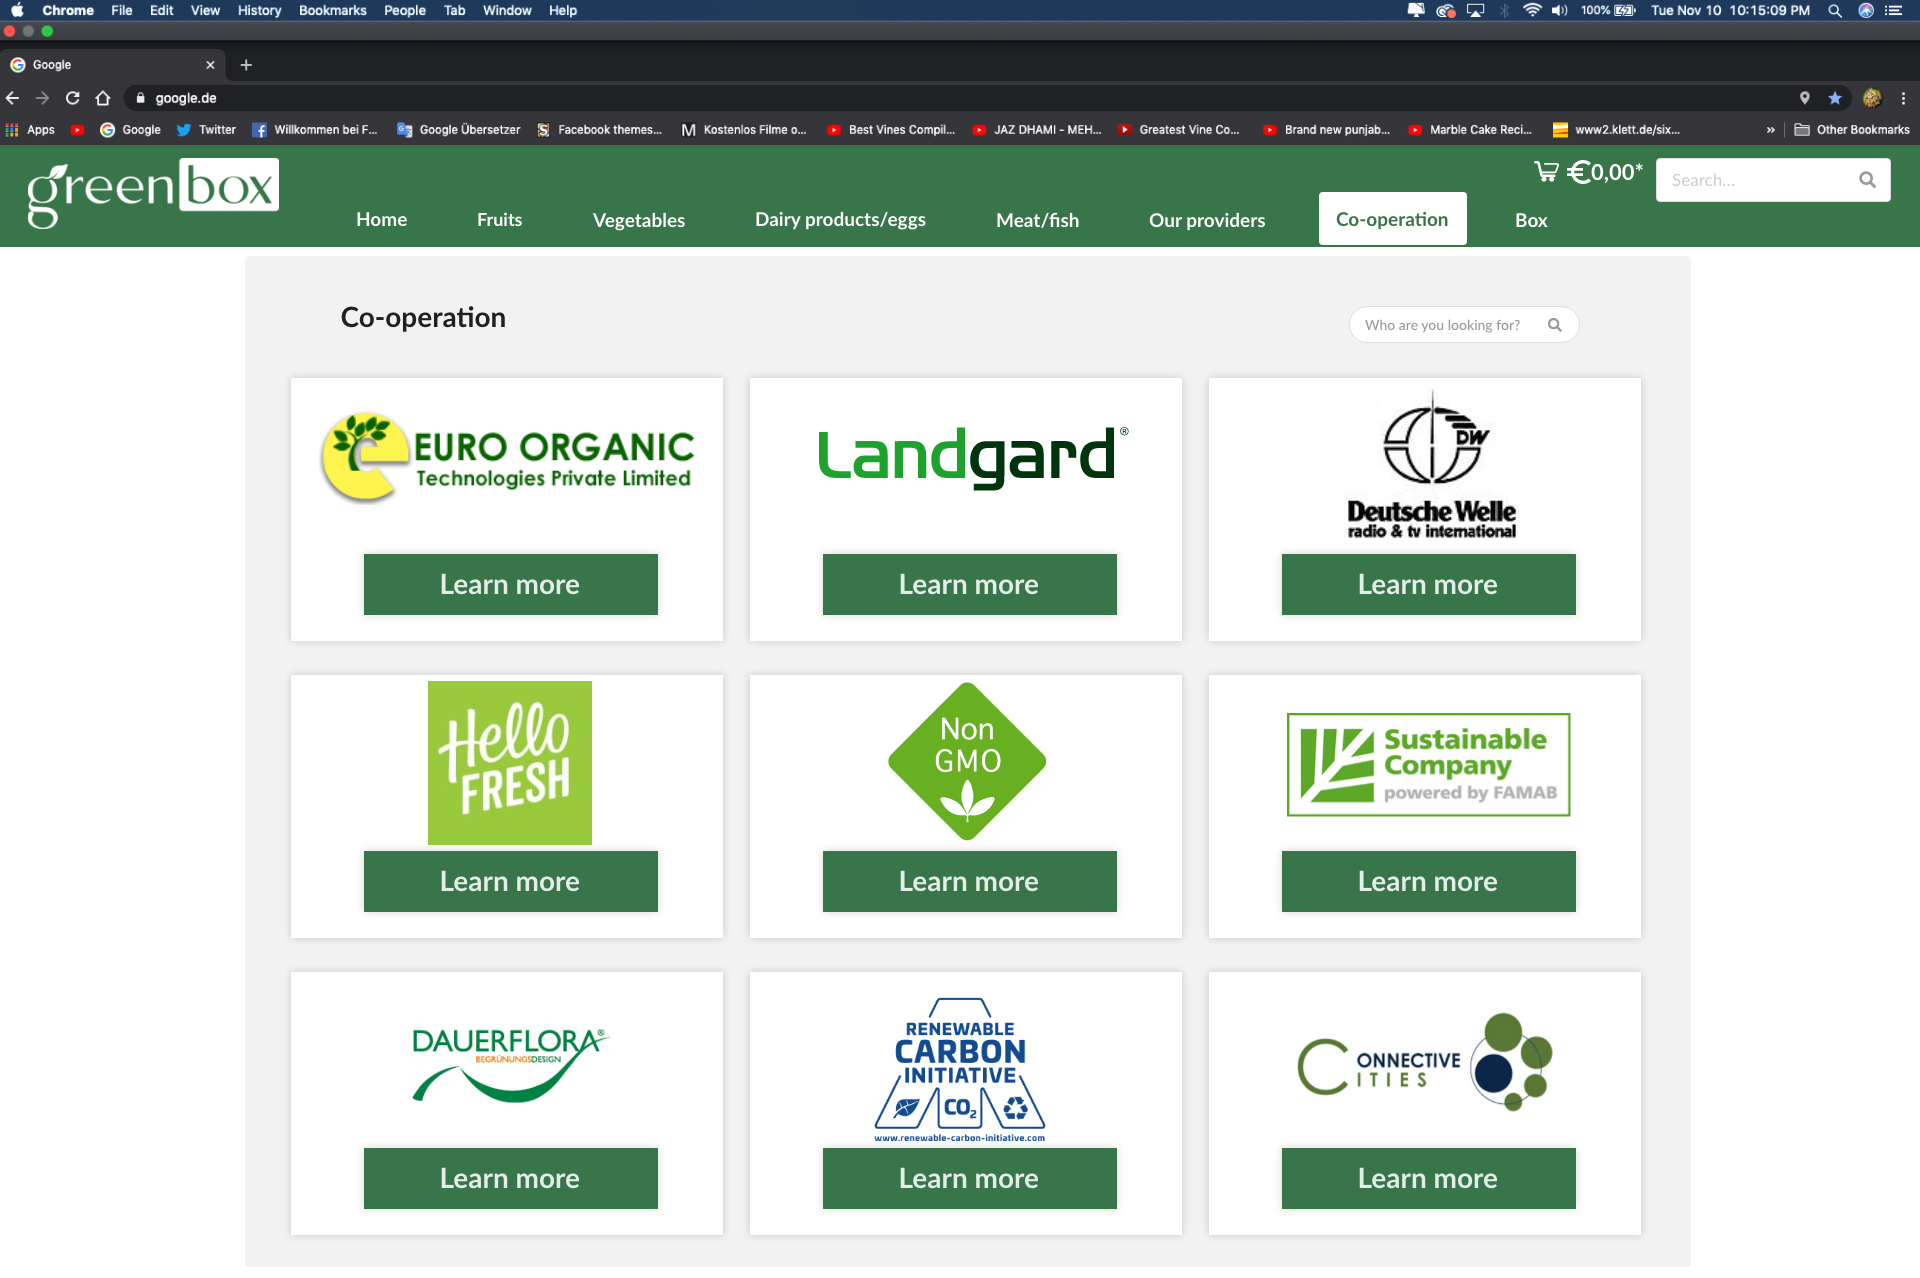 Chrome File Edit View History Bookmarks People Tab Window Help 100% Tue Nov 10 10:15:09 PM
Google
google.de
Apps Google Twitter Willkommen bei F... Google Übersetzer Facebook themes... Kostenlos Filme o... Best Vines Compil... JAZ DHAMI - MEH... Greatest Vine Co... Brand new punjab... Marble Cake Reci... www2.klett.de/six... » Other Bookmarks
greenbox
€0,00*
Search...
Home Fruits Vegetables Dairy products/eggs Meat/fish Our providers Co-operation Box
Co-operation
Who are you looking for?
EURO ORGANIC
Technologies Private Limited
Learn more
Landgard®
Learn more
DW
Deutsche Welle
radio & tv international
Learn more
Hello
FRESH
Learn more
Non
GMO
Learn more
Sustainable
Company
powered by FAMAB
Learn more
DAUERFLORA®
BEGRÜNUNGSDESIGN
Learn more
RENEWABLE
CARBON
INITIATIVE
CO₂
www.renewable-carbon-initiative.com
Learn more
CONNECTIVE
CITIES
Learn more